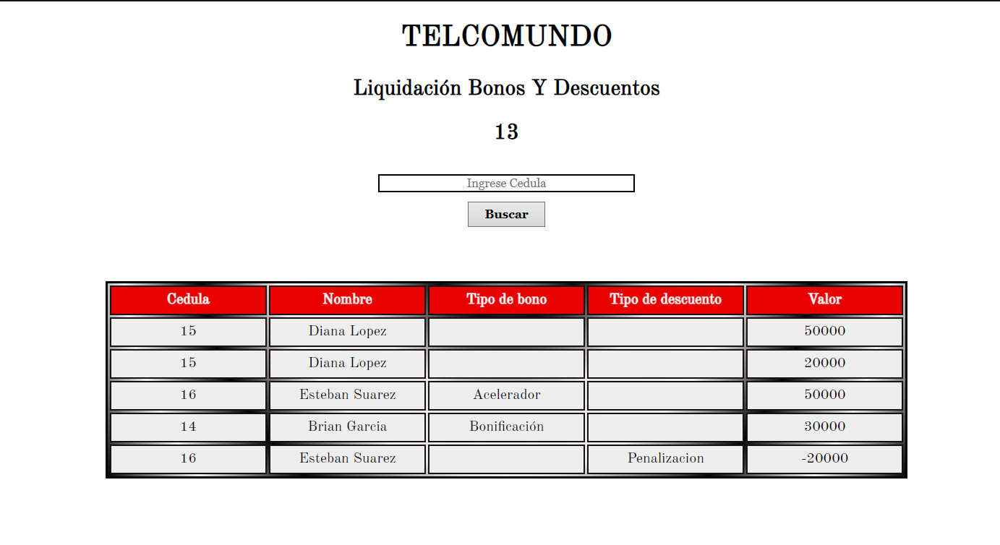 TELCOMUNDO
Liquidación Bonos Y Descuentos
13
Ingrese Cedula
Buscar
Cedula Nombre Tipo de bono Tipo de descuento Valor
15 Diana Lopez 50000
15 Diana Lopez 20000
16 Esteban Suarez Acelerador 50000
14 Brian Garcia Bonificación 30000
16 Esteban Suarez Penalizacion -20000